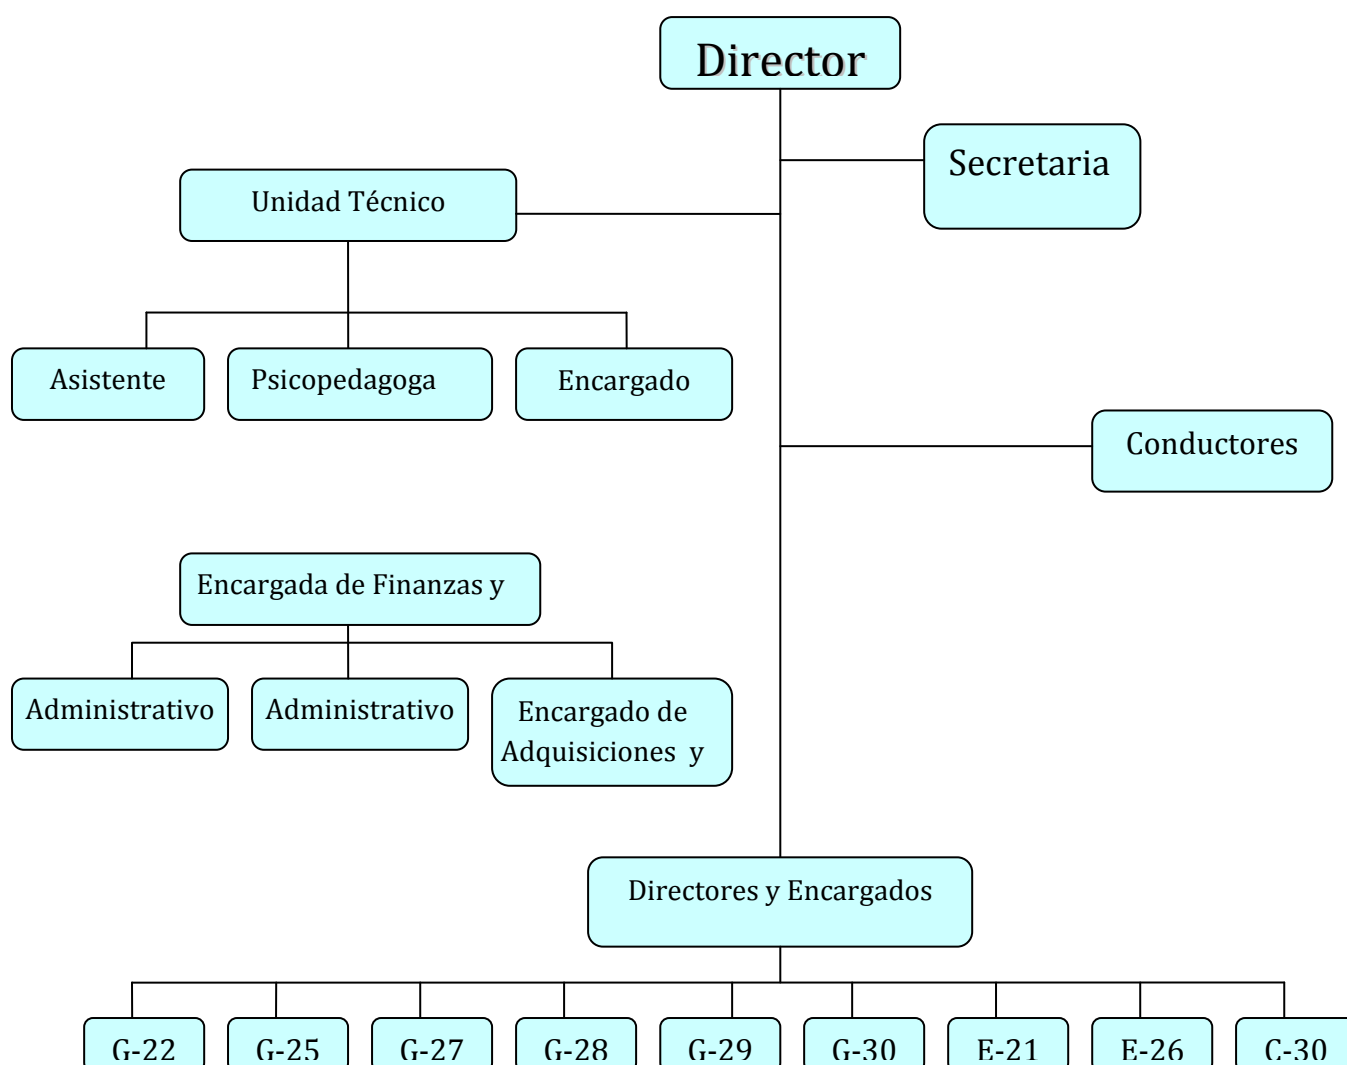 Director
Secretaria
Unidad Técnico
Asistente
Psicopedagoga
Encargado
Conductores
Encargada de Finanzas y
Administrativo
Administrativo
Encargado de
Adquisiciones y
Directores y Encargados
G-22
G-25
G-27
G-28
G-29
G-30
E-21
E-26
C-30